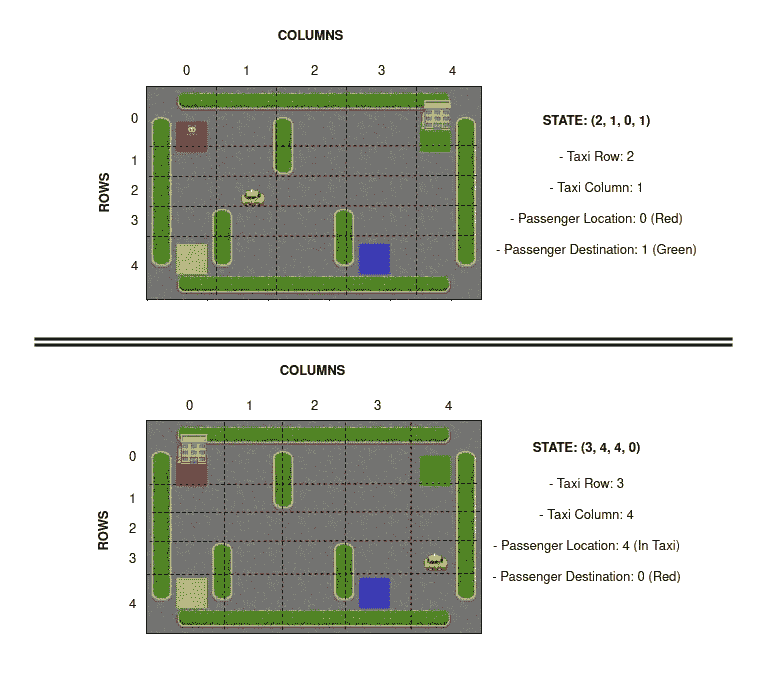 COLUMNS
0 1 2 3 4
ROWS
0
1
2
3
4
STATE: (2, 1, 0, 1)
- Taxi Row: 2
- Taxi Column: 1
- Passenger Location: 0 (Red)
- Passenger Destination: 1 (Green)
COLUMNS
0 1 2 3 4
ROWS
0
1
2
3
4
STATE: (3, 4, 4, 0)
- Taxi Row: 3
- Taxi Column: 4
- Passenger Location: 4 (In Taxi)
- Passenger Destination: 0 (Red)